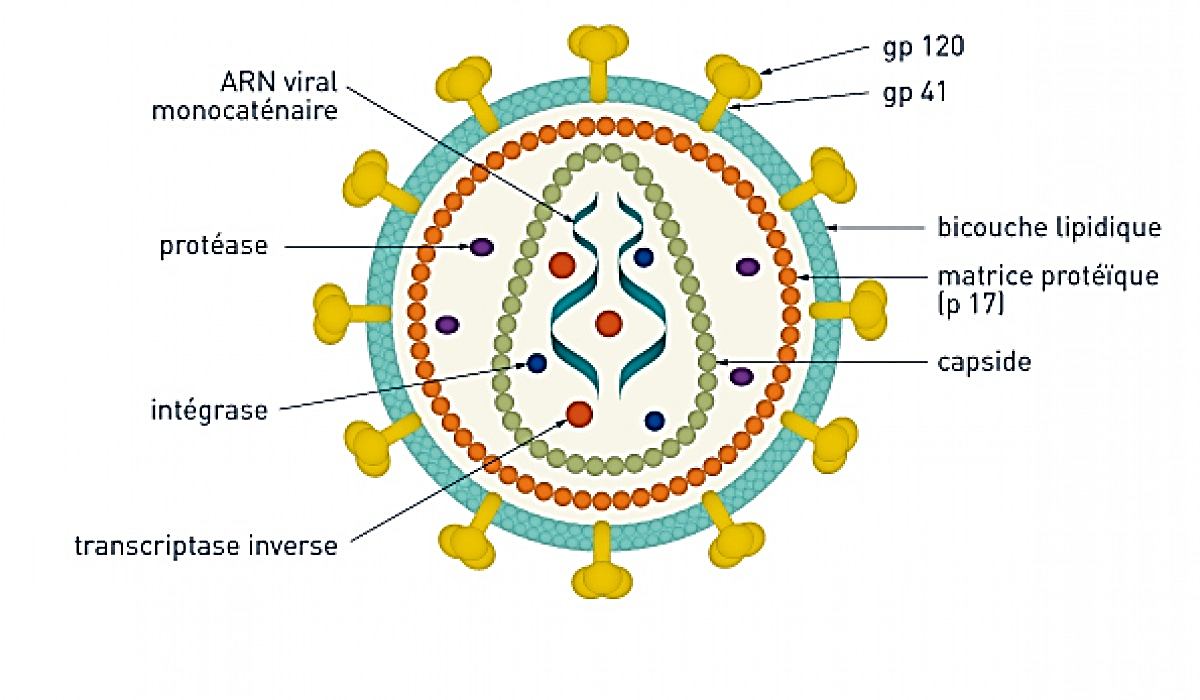 ARN viral
monocaténaire
protéase
intégrase
transcriptase inverse
gp 120
gp 41
bicouche lipidique
matrice protéïque
(p 17)
capside